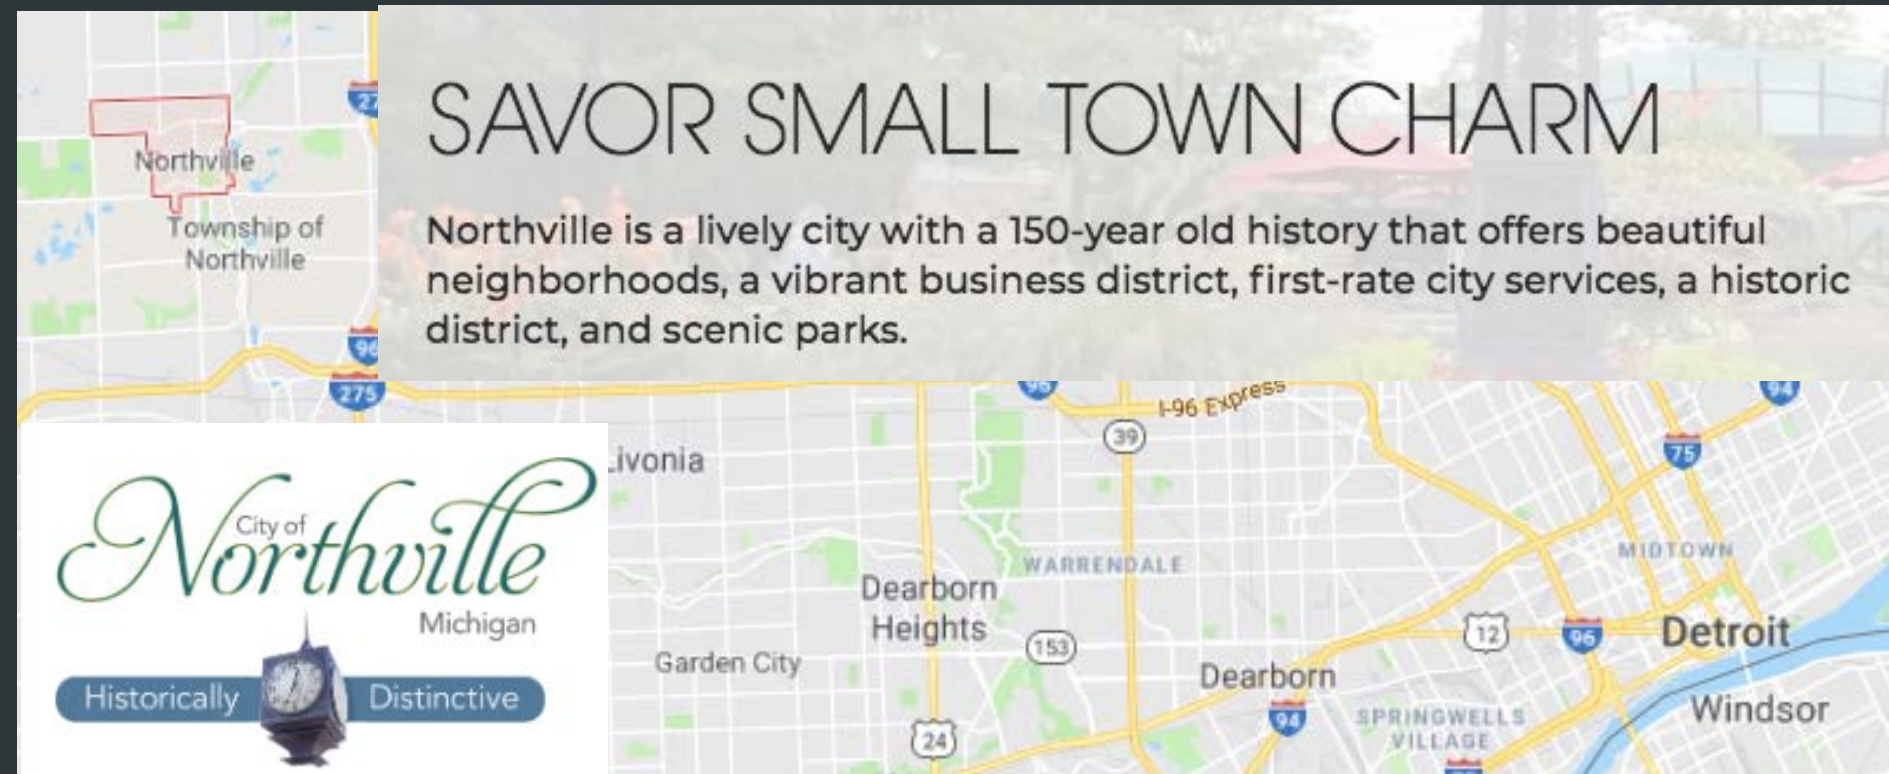 27
SAVOR SMALL TOWN CHARM
Northville
Township of
Northville
Northville is a lively city with a 150-year old history that offers beautiful
neighborhoods, a vibrant business district, first-rate city services, a historic
district, and scenic parks.
96
275
96
I-96 Express
94
39
75
Livonia
City of
Northville
Michigan
Historically Distinctive
WARRENDALE
MIDTOWN
Dearborn
Heights
153
12
96
Detroit
Garden City
Dearborn
94
SPRINGWELLS
VILLAGE
Windsor
24